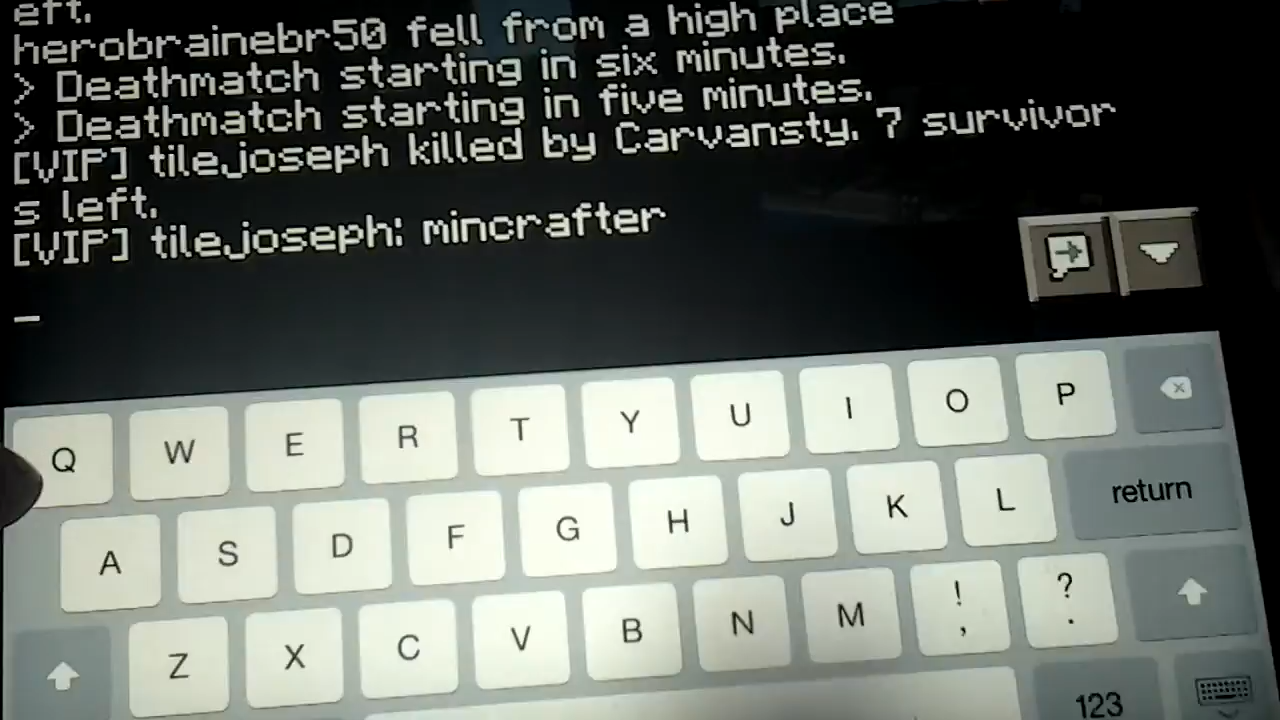 eft.
herobrainebr50 fell from a high place
> Deathmatch starting in six minutes.
> Deathmatch starting in five minutes.
[VIP] tilejoseph killed by Carvansty. 7 survivor
s left.
[VIP] tilejoseph: mincrafter
_
Q W E R T Y U I O P
A S D F G H J K L return
Z X C V B N M ! , ? .
123